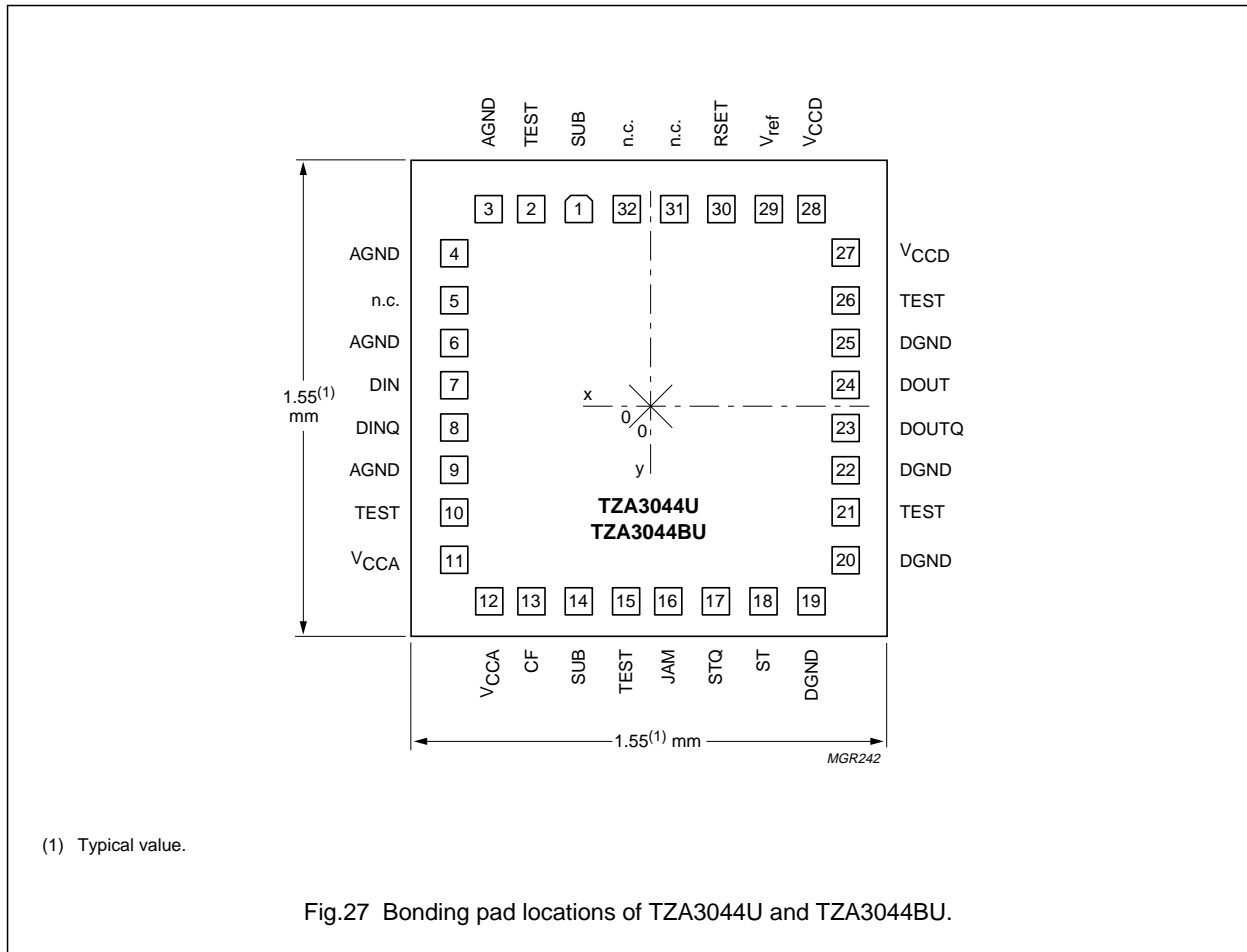 AGND TEST SUB n.c. n.c. RSET Vref VCCD
3 2 1 32 31 30 29 28
AGND 4 27 VCCD
n.c. 5 26 TEST
AGND 6 25 DGND
DIN 7 24 DOUT
1.55(1)
mm
x
0
0
y
DINQ 8 23 DOUTQ
AGND 9 22 DGND
TEST 10 21 TEST
TZA3044U
TZA3044BU
VCCA 11 20 DGND
12 13 14 15 16 17 18 19
VCCA CF SUB TEST JAM STQ ST DGND
1.55(1) mm
MGR242
(1) Typical value.
Fig.27 Bonding pad locations of TZA3044U and TZA3044BU.